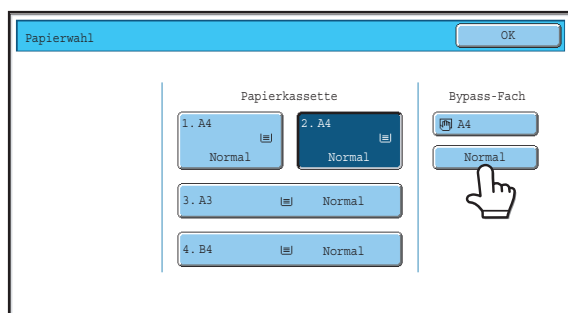 Papierwahl
OK
Papierkassette
Bypass-Fach
1. A4
Normal
2. A4
Normal
A4
Normal
3. A3 Normal
4. B4 Normal